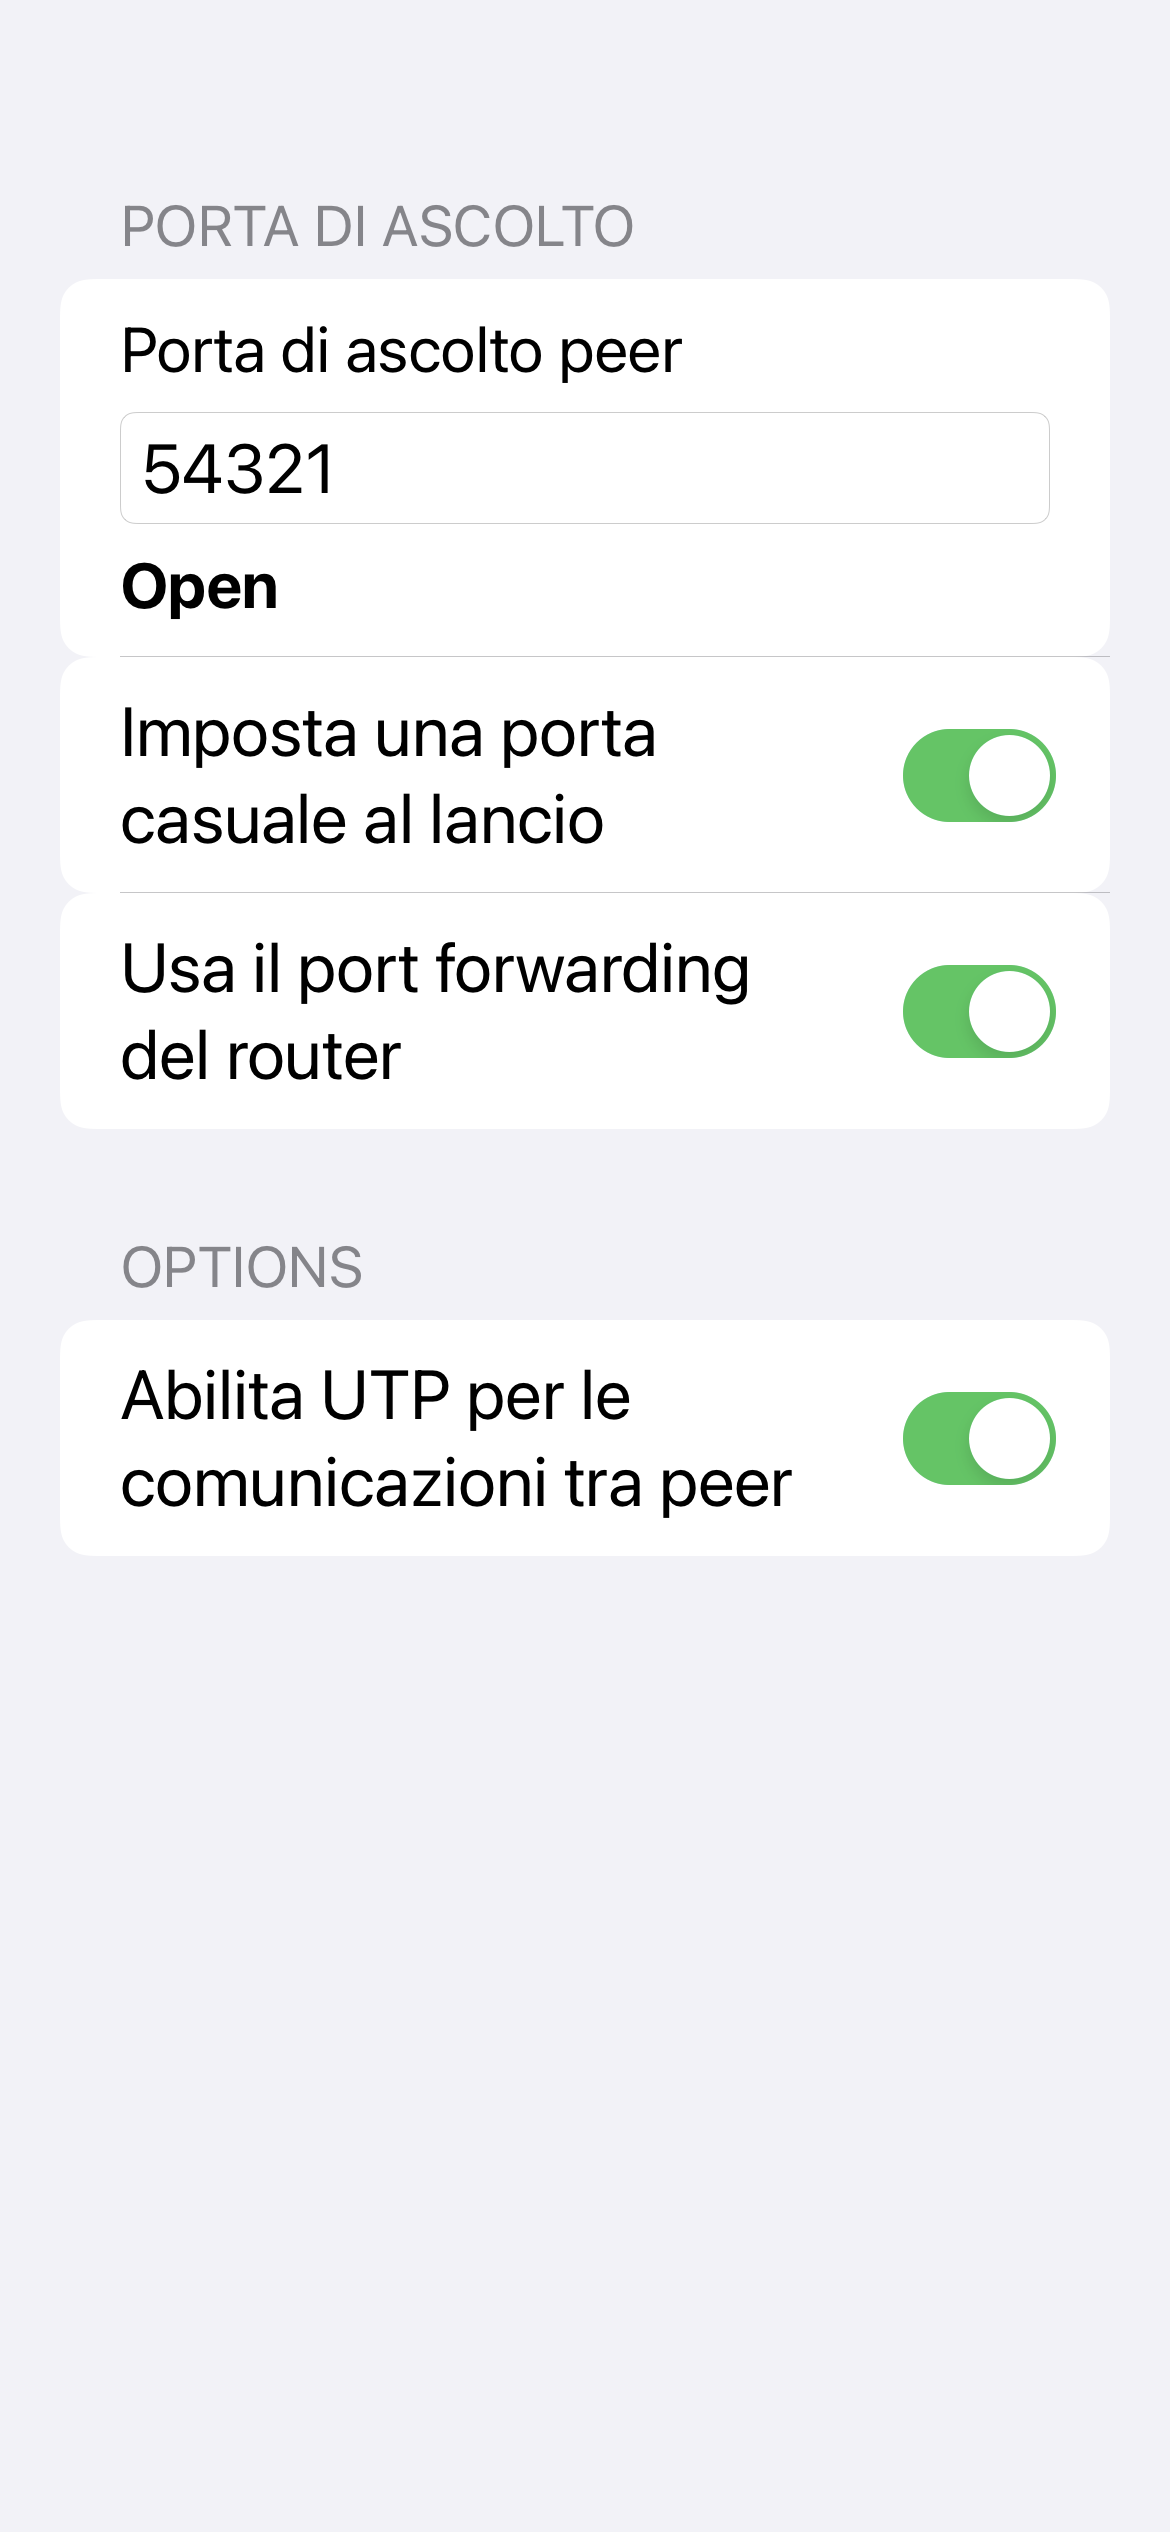 PORTA DI ASCOLTO
Porta di ascolto peer
54321
Open
Imposta una porta
casuale al lancio
Usa il port forwarding
del router
OPTIONS
Abilita UTP per le
comunicazioni tra peer